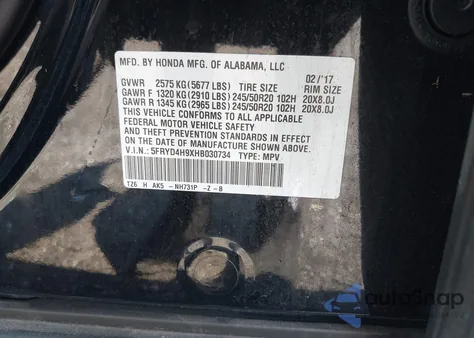 MFD. BY HONDA MFG. OF ALABAMA, LLC 02/'17
GVWR 2575 KG(5677 LBS) TIRE SIZE RIM SIZE
GAWR F 1320 KG(2910 LBS) 245/50R20 102H 20X8.0J
GAWR R 1345 KG(2965 LBS) 245/50R20 102H 20X8.0J
THIS VEHICLE CONFORMS TO ALL APPLICABLE
FEDERAL MOTOR VEHICLE SAFETY AND BUMPER
AND THEFT PREVENTION STANDARDS IN EFFECT
ON THE DATE OF MANUFACTURE SHOWN ABOVE.
V.I.N.: 5FRYD4H9XHB030734 TYPE: MPV
TZ6 H AK5 -NH731P -Z-B
autoSnap